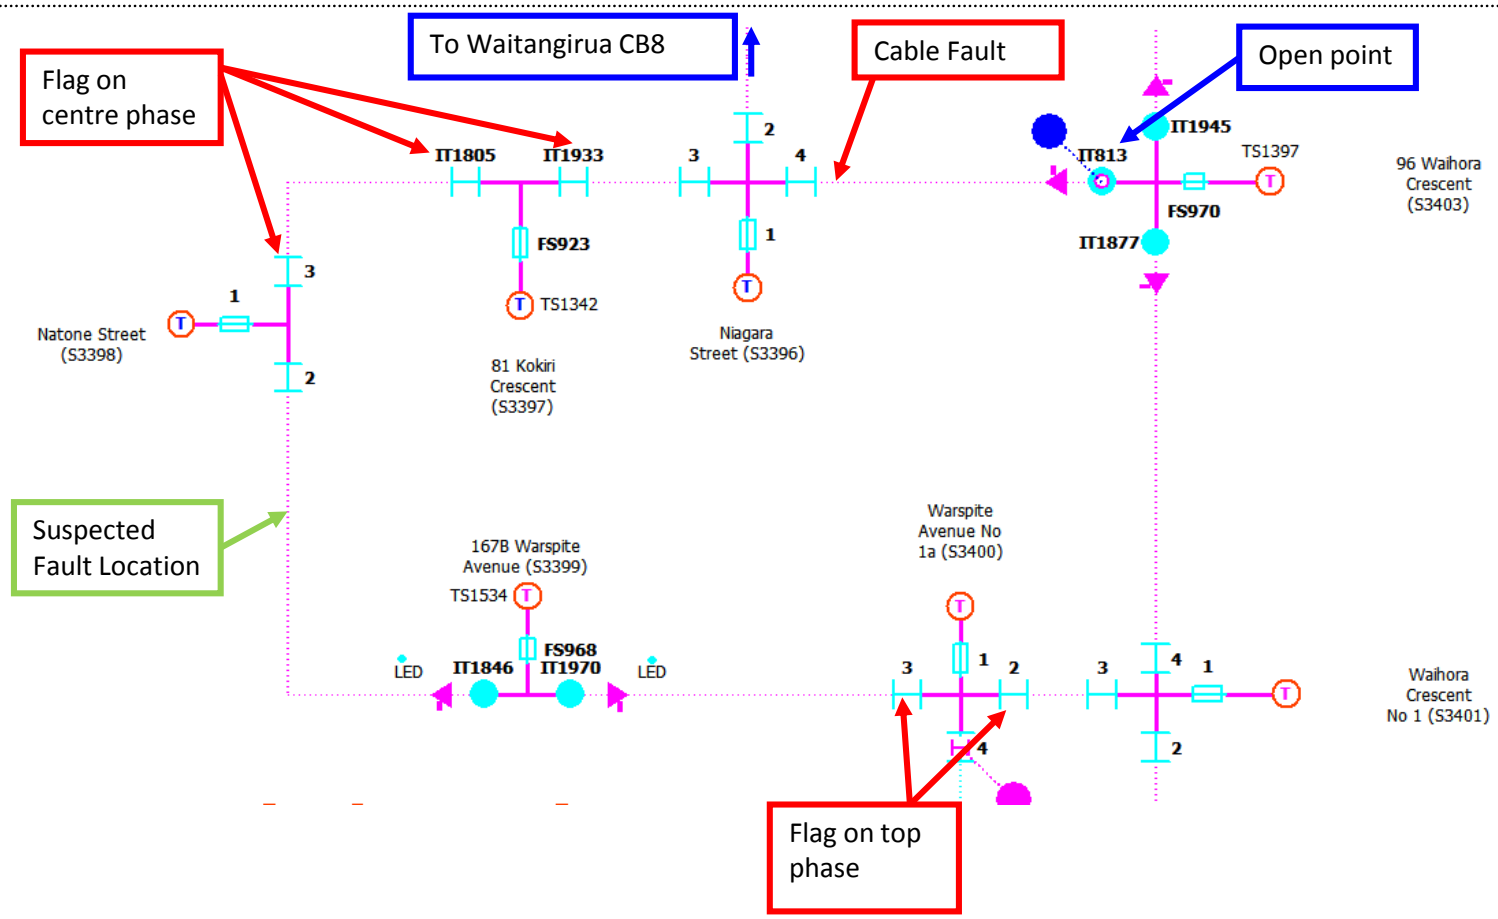 To Waitangirua CB8
Cable Fault
Open point
Flag on
centre phase
IT1805
IT1933
2
3
4
1
FS923
T
TS1342
T
Niagara
Street (S3396)
81 Kokiri
Crescent
(S3397)
IT1945
IT813
TS1397
T
FS970
IT1877
96 Waihora
Crescent
(S3403)
3
1
T
2
Natone Street
(S3398)
Suspected
Fault Location
167B Warspite
Avenue (S3399)
TS1534
T
FS968
LED
IT1846
IT1970
LED
Warspite
Avenue No
1a (S3400)
T
3
1
2
4
3
4
1
T
2
Waihora
Crescent
No 1 (S3401)
Flag on top
phase